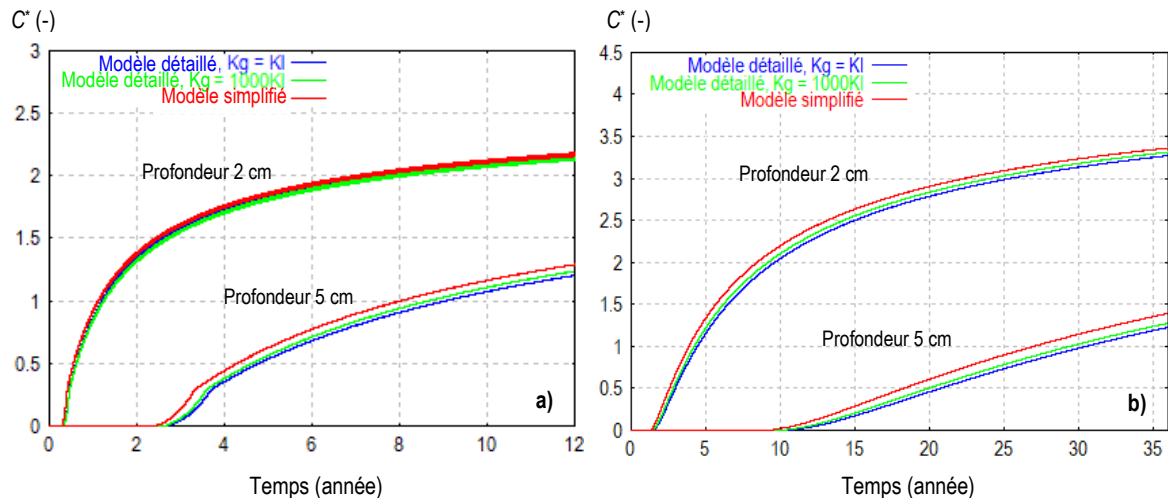 C* (-)
3
2.5
2
1.5
1
0.5
0
Modèle détaillé, Kg = Kl
Modèle détaillé, Kg = 1000Kl
Modèle simplifié
Profondeur 2 cm
Profondeur 5 cm
a)
0 2 4 6 8 10 12
Temps (année)
C* (-)
4.5
4
3.5
3
2.5
2
1.5
1
0.5
0
Modèle détaillé, Kg = Kl
Modèle détaillé, Kg = 1000Kl
Modèle simplifié
Profondeur 2 cm
Profondeur 5 cm
b)
0 5 10 15 20 25 30 35
Temps (année)